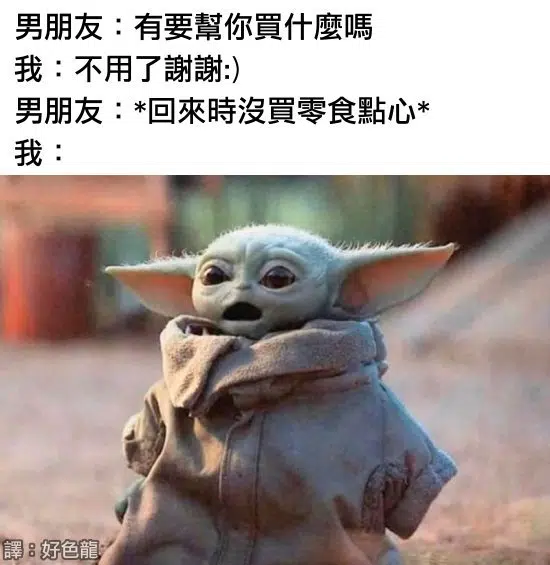 男朋友：有要幫你買什麼嗎
我：不用了謝謝:)
男朋友：*回來時沒買零食點心*
我：
譯：好色龍